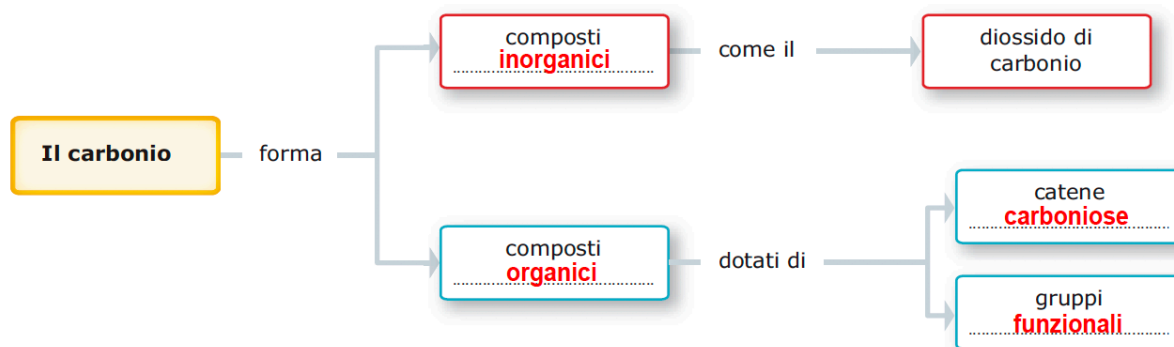 Il carbonio
forma
composti
inorganici
come il
diossido di
carbonio
composti
organici
dotati di
catene
carboniose
gruppi
funzionali